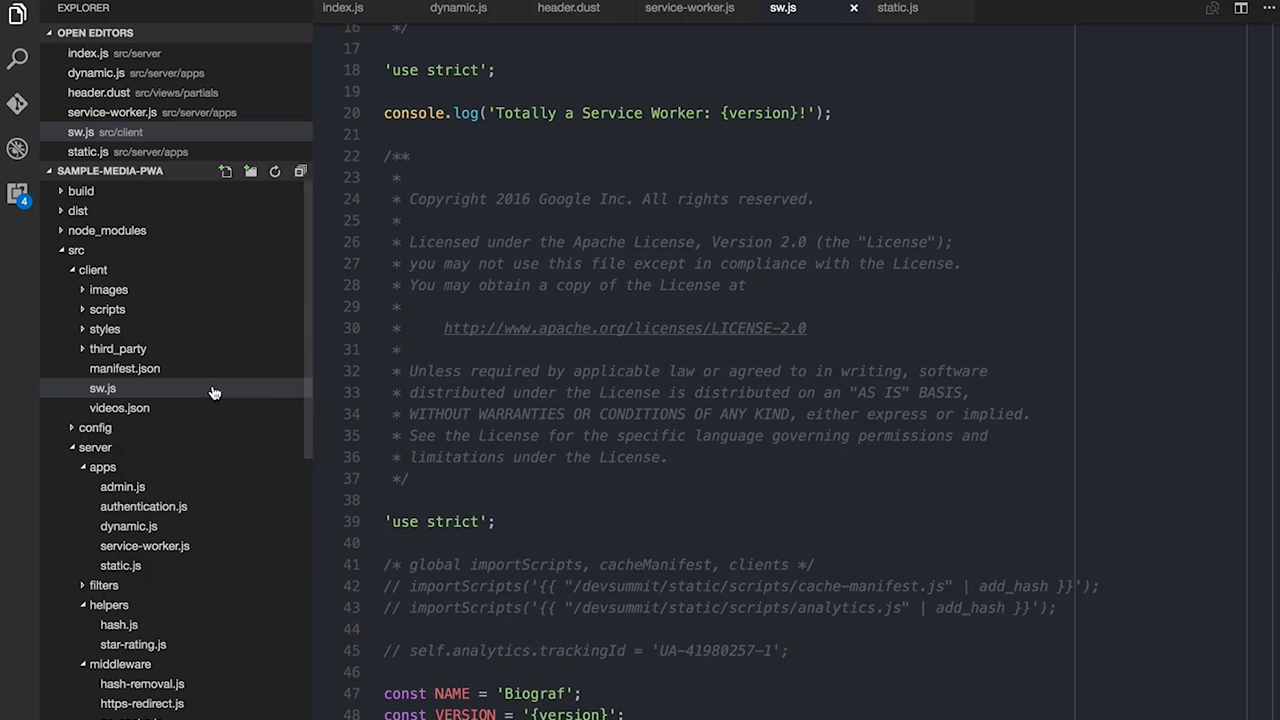 EXPLORER
index.js dynamic.js header.dust service-worker.js sw.js × static.js
OPEN EDITORS
index.js src/server
dynamic.js src/server/apps
header.dust src/views/partials
service-worker.js src/server/apps
sw.js src/client
static.js src/server/apps
SAMPLE-MEDIA-PWA
4
build
dist
node_modules
src
client
images
scripts
styles
third_party
manifest.json
sw.js
videos.json
config
server
apps
admin.js
authentication.js
dynamic.js
service-worker.js
static.js
filters
helpers
hash.js
star-rating.js
middleware
hash-removal.js
https-redirect.js
16 */
17
18 'use strict';
19
20 console.log('Totally a Service Worker: {version}!');
21
22 /**
23 *
24 * Copyright 2016 Google Inc. All rights reserved.
25 *
26 * Licensed under the Apache License, Version 2.0 (the "License");
27 * you may not use this file except in compliance with the License.
28 * You may obtain a copy of the License at
29 *
30 * http://www.apache.org/licenses/LICENSE-2.0
31 *
32 * Unless required by applicable law or agreed to in writing, software
33 * distributed under the License is distributed on an "AS IS" BASIS,
34 * WITHOUT WARRANTIES OR CONDITIONS OF ANY KIND, either express or implied.
35 * See the License for the specific language governing permissions and
36 * limitations under the License.
37 */
38
39 'use strict';
40
41 /* global importScripts, cacheManifest, clients */
42 // importScripts('{{ "/devsummit/static/scripts/cache-manifest.js" | add_hash }}');
43 // importScripts('{{ "/devsummit/static/scripts/analytics.js" | add_hash }}');
44
45 // self.analytics.trackingId = 'UA-41980257-1';
46
47 const NAME = 'Biograf';
48 const VERSION = '{version}';